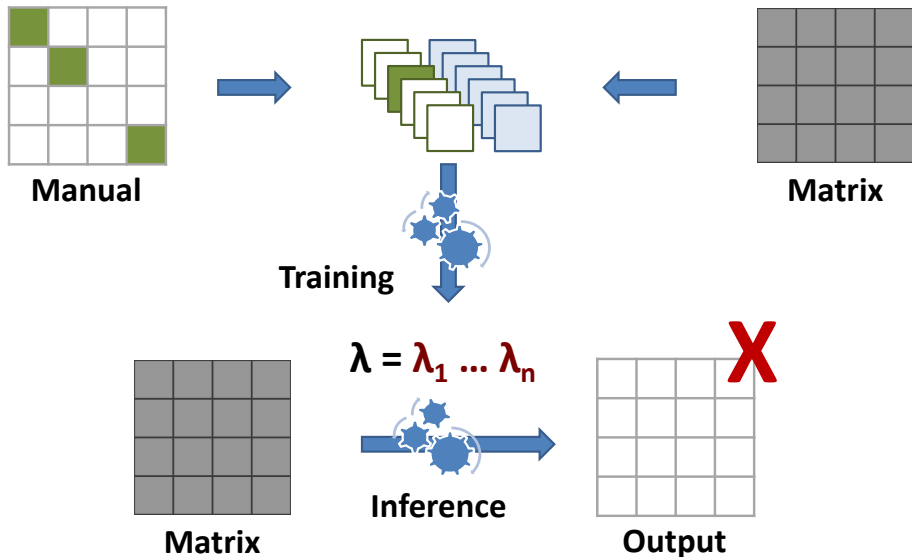 Manual
Matrix
Training
λ = λ1 ... λn
X
Inference
Matrix
Output